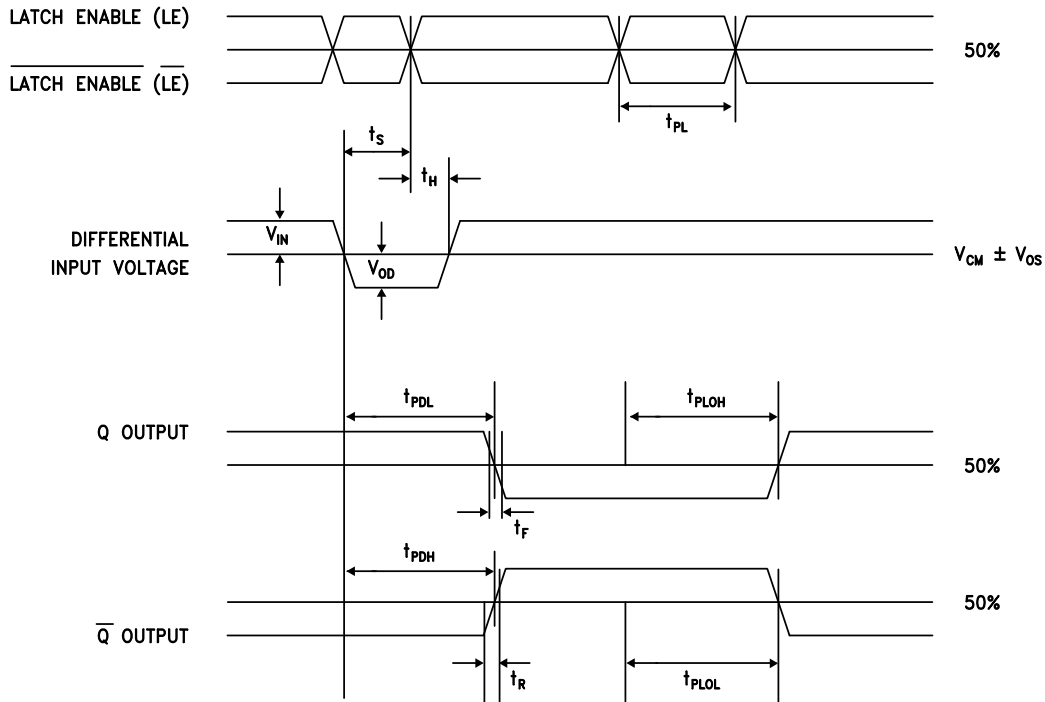 LATCH ENABLE (LE)
50%
LATCH ENABLE (L̅E̅)
tPL
tS
tH
VIN
DIFFERENTIAL
INPUT VOLTAGE
VOD
VCM ± VOS
tPDL
tPLOH
Q OUTPUT
50%
tF
tPDH
50%
Q̅ OUTPUT
tR
tPLOL